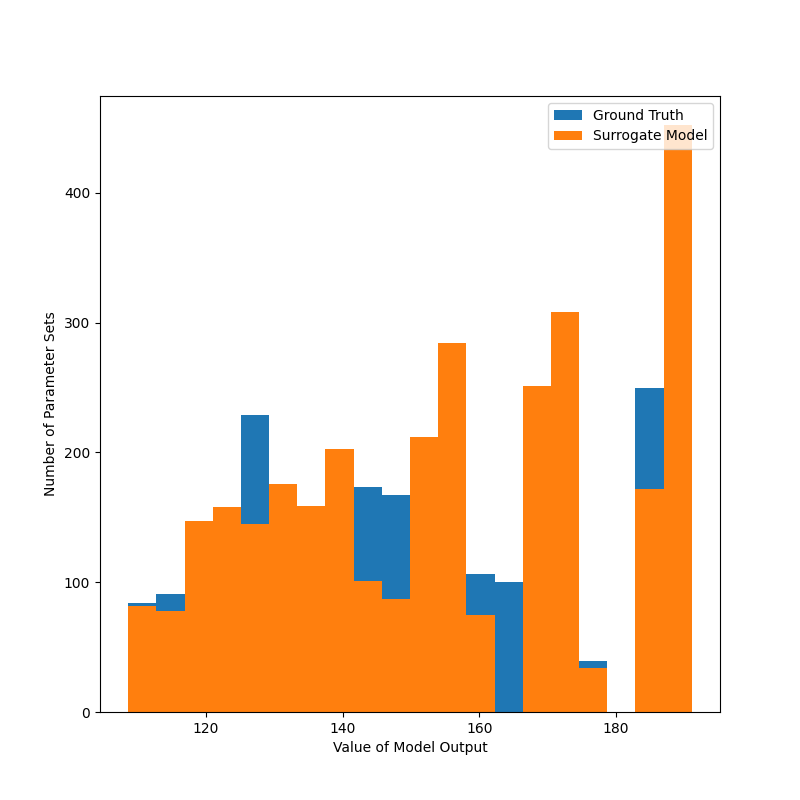 Ground Truth
Surrogate Model
400
300
200
100
0
Number of Parameter Sets
120
140
160
180
Value of Model Output